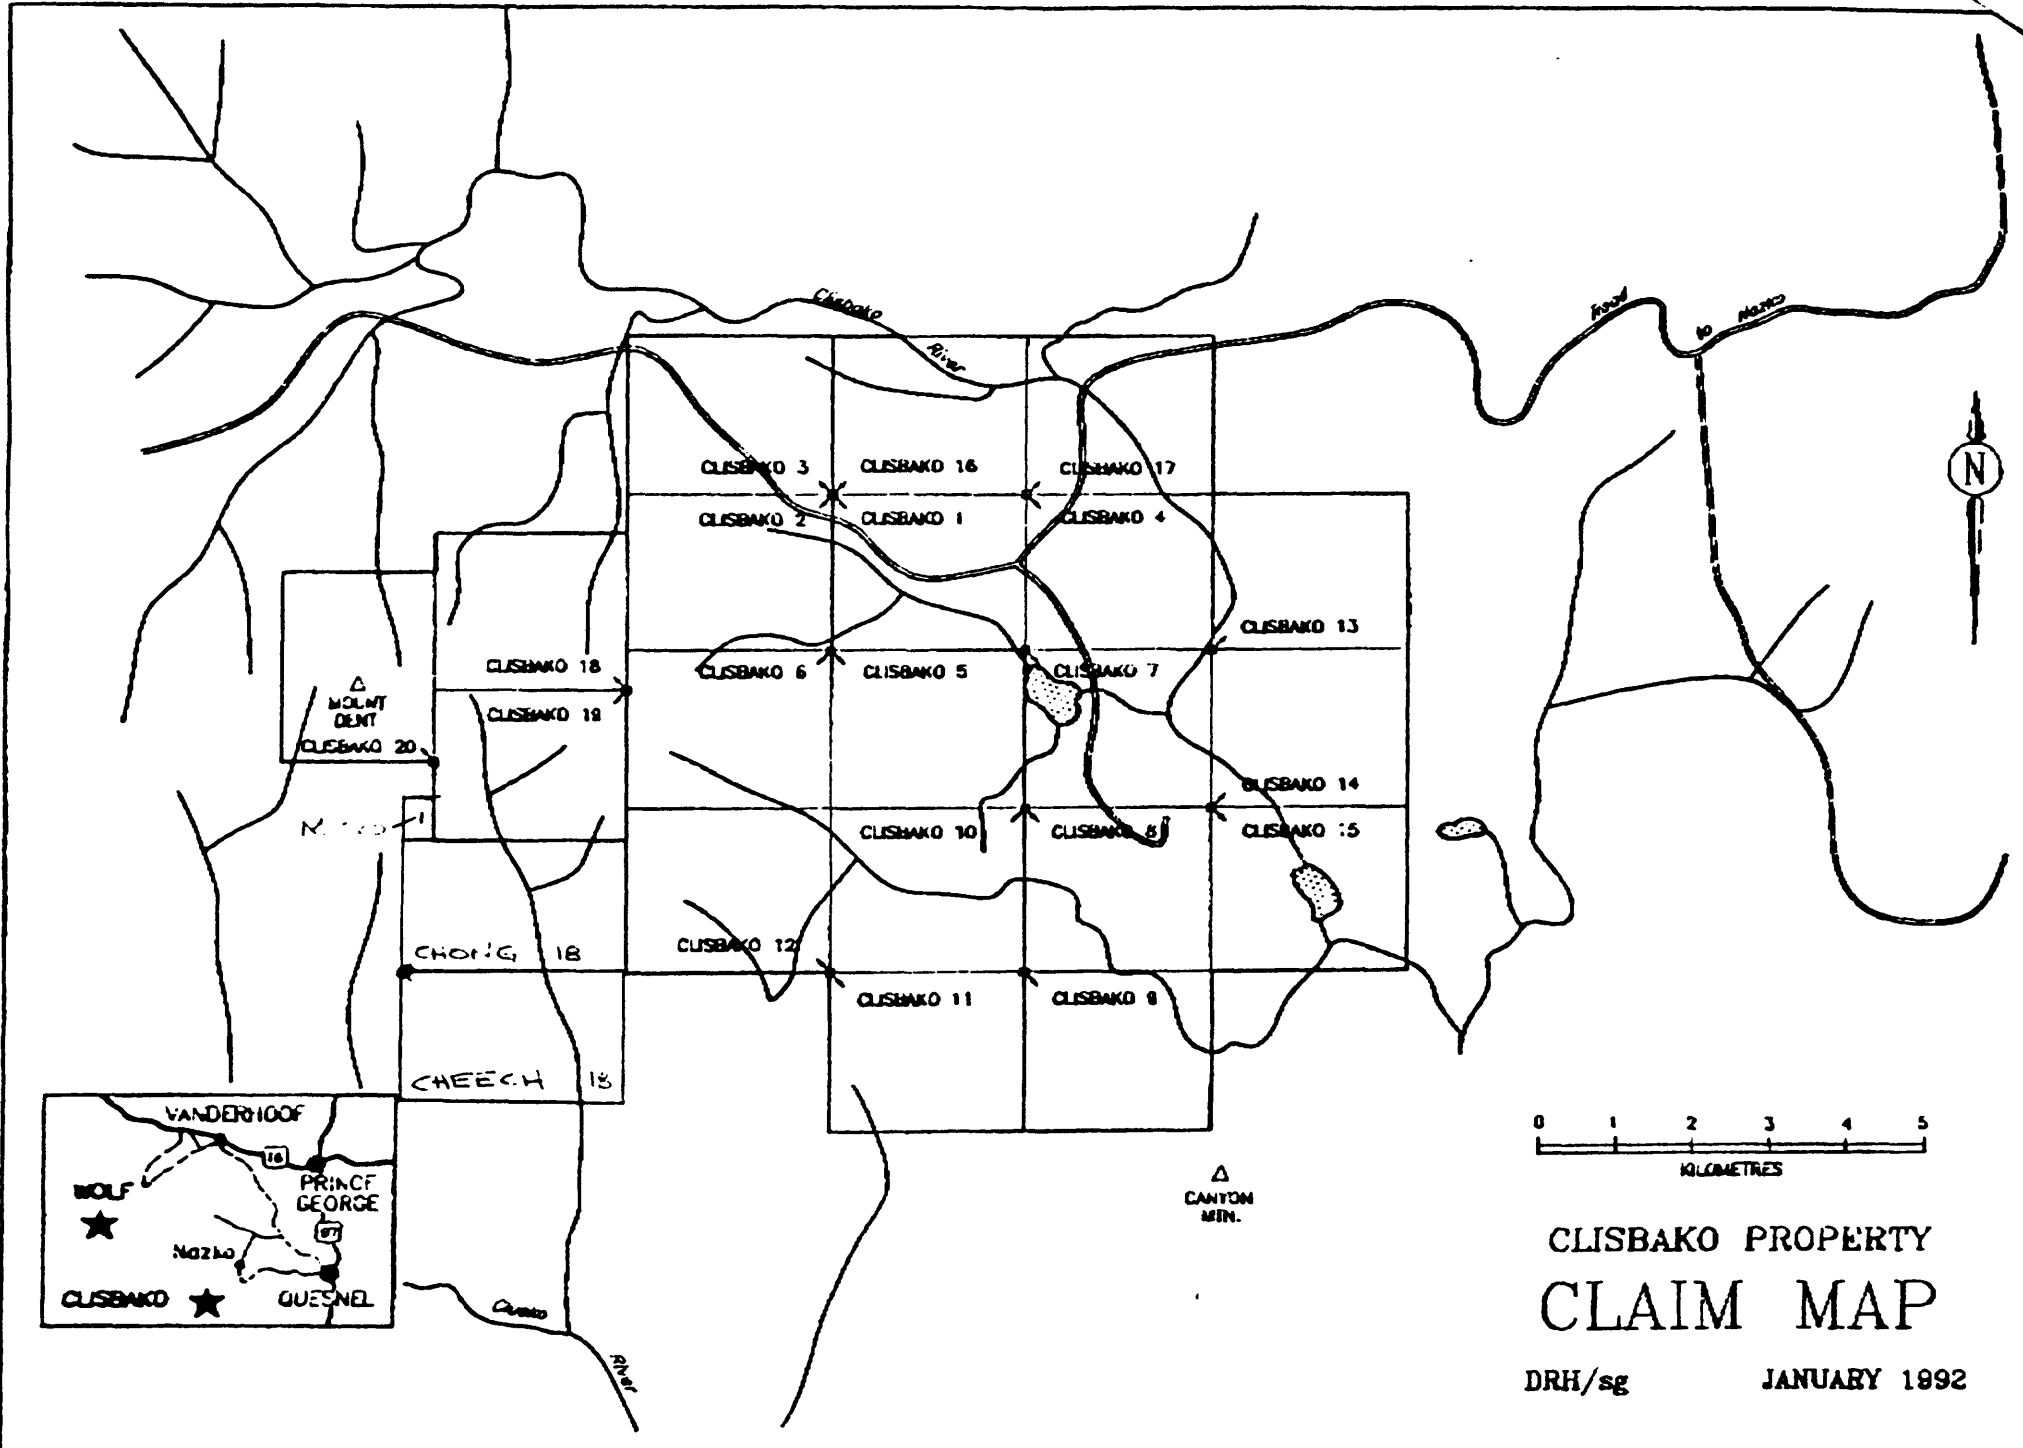 Clisbako
River
Road
to
Nazko
N
CLISBAKO 3
CLISBAKO 16
CLISBAKO 17
CLISBAKO 2
CLISBAKO 1
CLISBAKO 4
CLISBAKO 13
CLISBAKO 18
CLISBAKO 6
CLISBAKO 5
CLISBAKO 7
MOUNT
DENT
CLISBAKO 19
CLISBAKO 20
CLISBAKO 14
1
CLISBAKO 10
CLISBAKO 8
CLISBAKO 15
CHONG 18
CLISBAKO 12
CLISBAKO 11
CLISBAKO 9
CHEECH 18
VANDERHOOF
16
PRINCE
GEORGE
WOLF
97
Nazko
CLISBAKO
QUESNEL
River
CANYON
MTN.
0 1 2 3 4 5
KILOMETRES
CLISBAKO PROPERTY
CLAIM MAP
DRH/sg JANUARY 1992